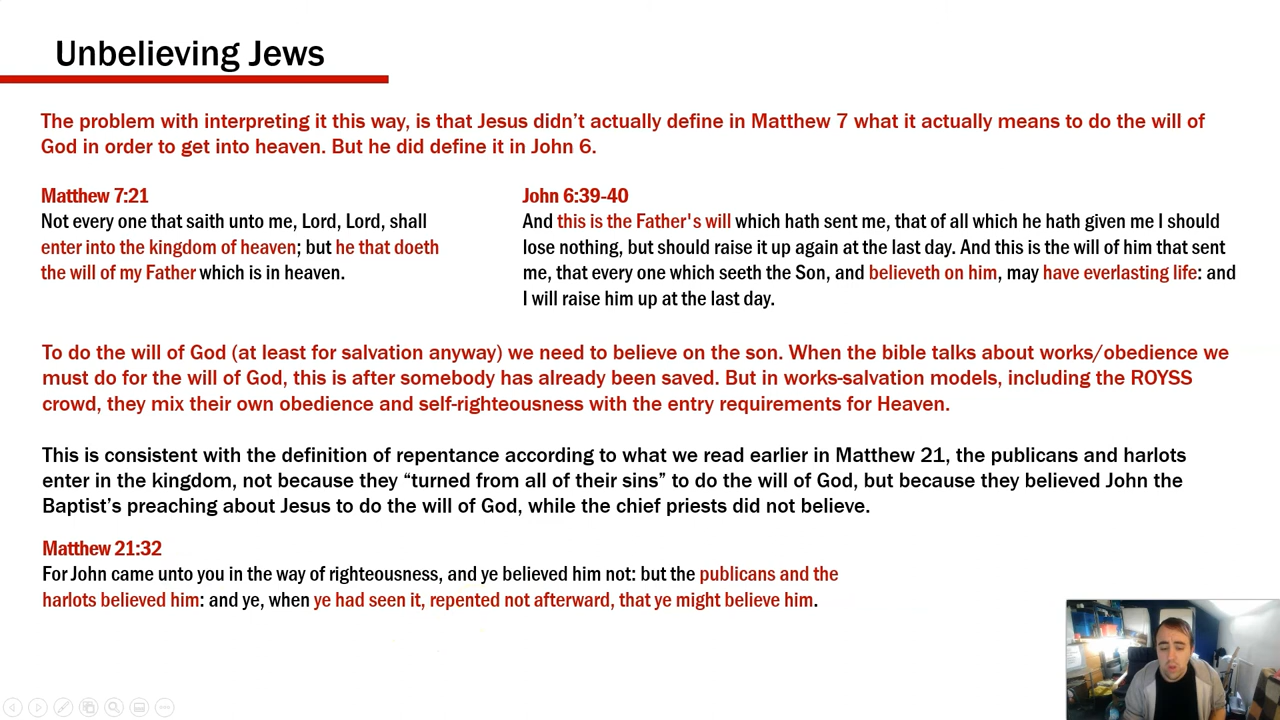 Unbelieving Jews
The problem with interpreting it this way, is that Jesus didn't actually define in Matthew 7 what it actually means to do the will of
God in order to get into heaven. But he did define it in John 6.
Matthew 7:21
Not every one that saith unto me, Lord, Lord, shall
enter into the kingdom of heaven; but he that doeth
the will of my Father which is in heaven.
John 6:39-40
And this is the Father's will which hath sent me, that of all which he hath given me I should
lose nothing, but should raise it up again at the last day. And this is the will of him that sent
me, that every one which seeth the Son, and believeth on him, may have everlasting life: and
I will raise him up at the last day.
To do the will of God (at least for salvation anyway) we need to believe on the son. When the bible talks about works/obedience we
must do for the will of God, this is after somebody has already been saved. But in works-salvation models, including the ROYSS
crowd, they mix their own obedience and self-righteousness with the entry requirements for Heaven.
This is consistent with the definition of repentance according to what we read earlier in Matthew 21, the publicans and harlots
enter in the kingdom, not because they “turned from all of their sins” to do the will of God, but because they believed John the
Baptist's preaching about Jesus to do the will of God, while the chief priests did not believe.
Matthew 21:32
For John came unto you in the way of righteousness, and ye believed him not: but the publicans and the
harlots believed him: and ye, when ye had seen it, repented not afterward, that ye might believe him.